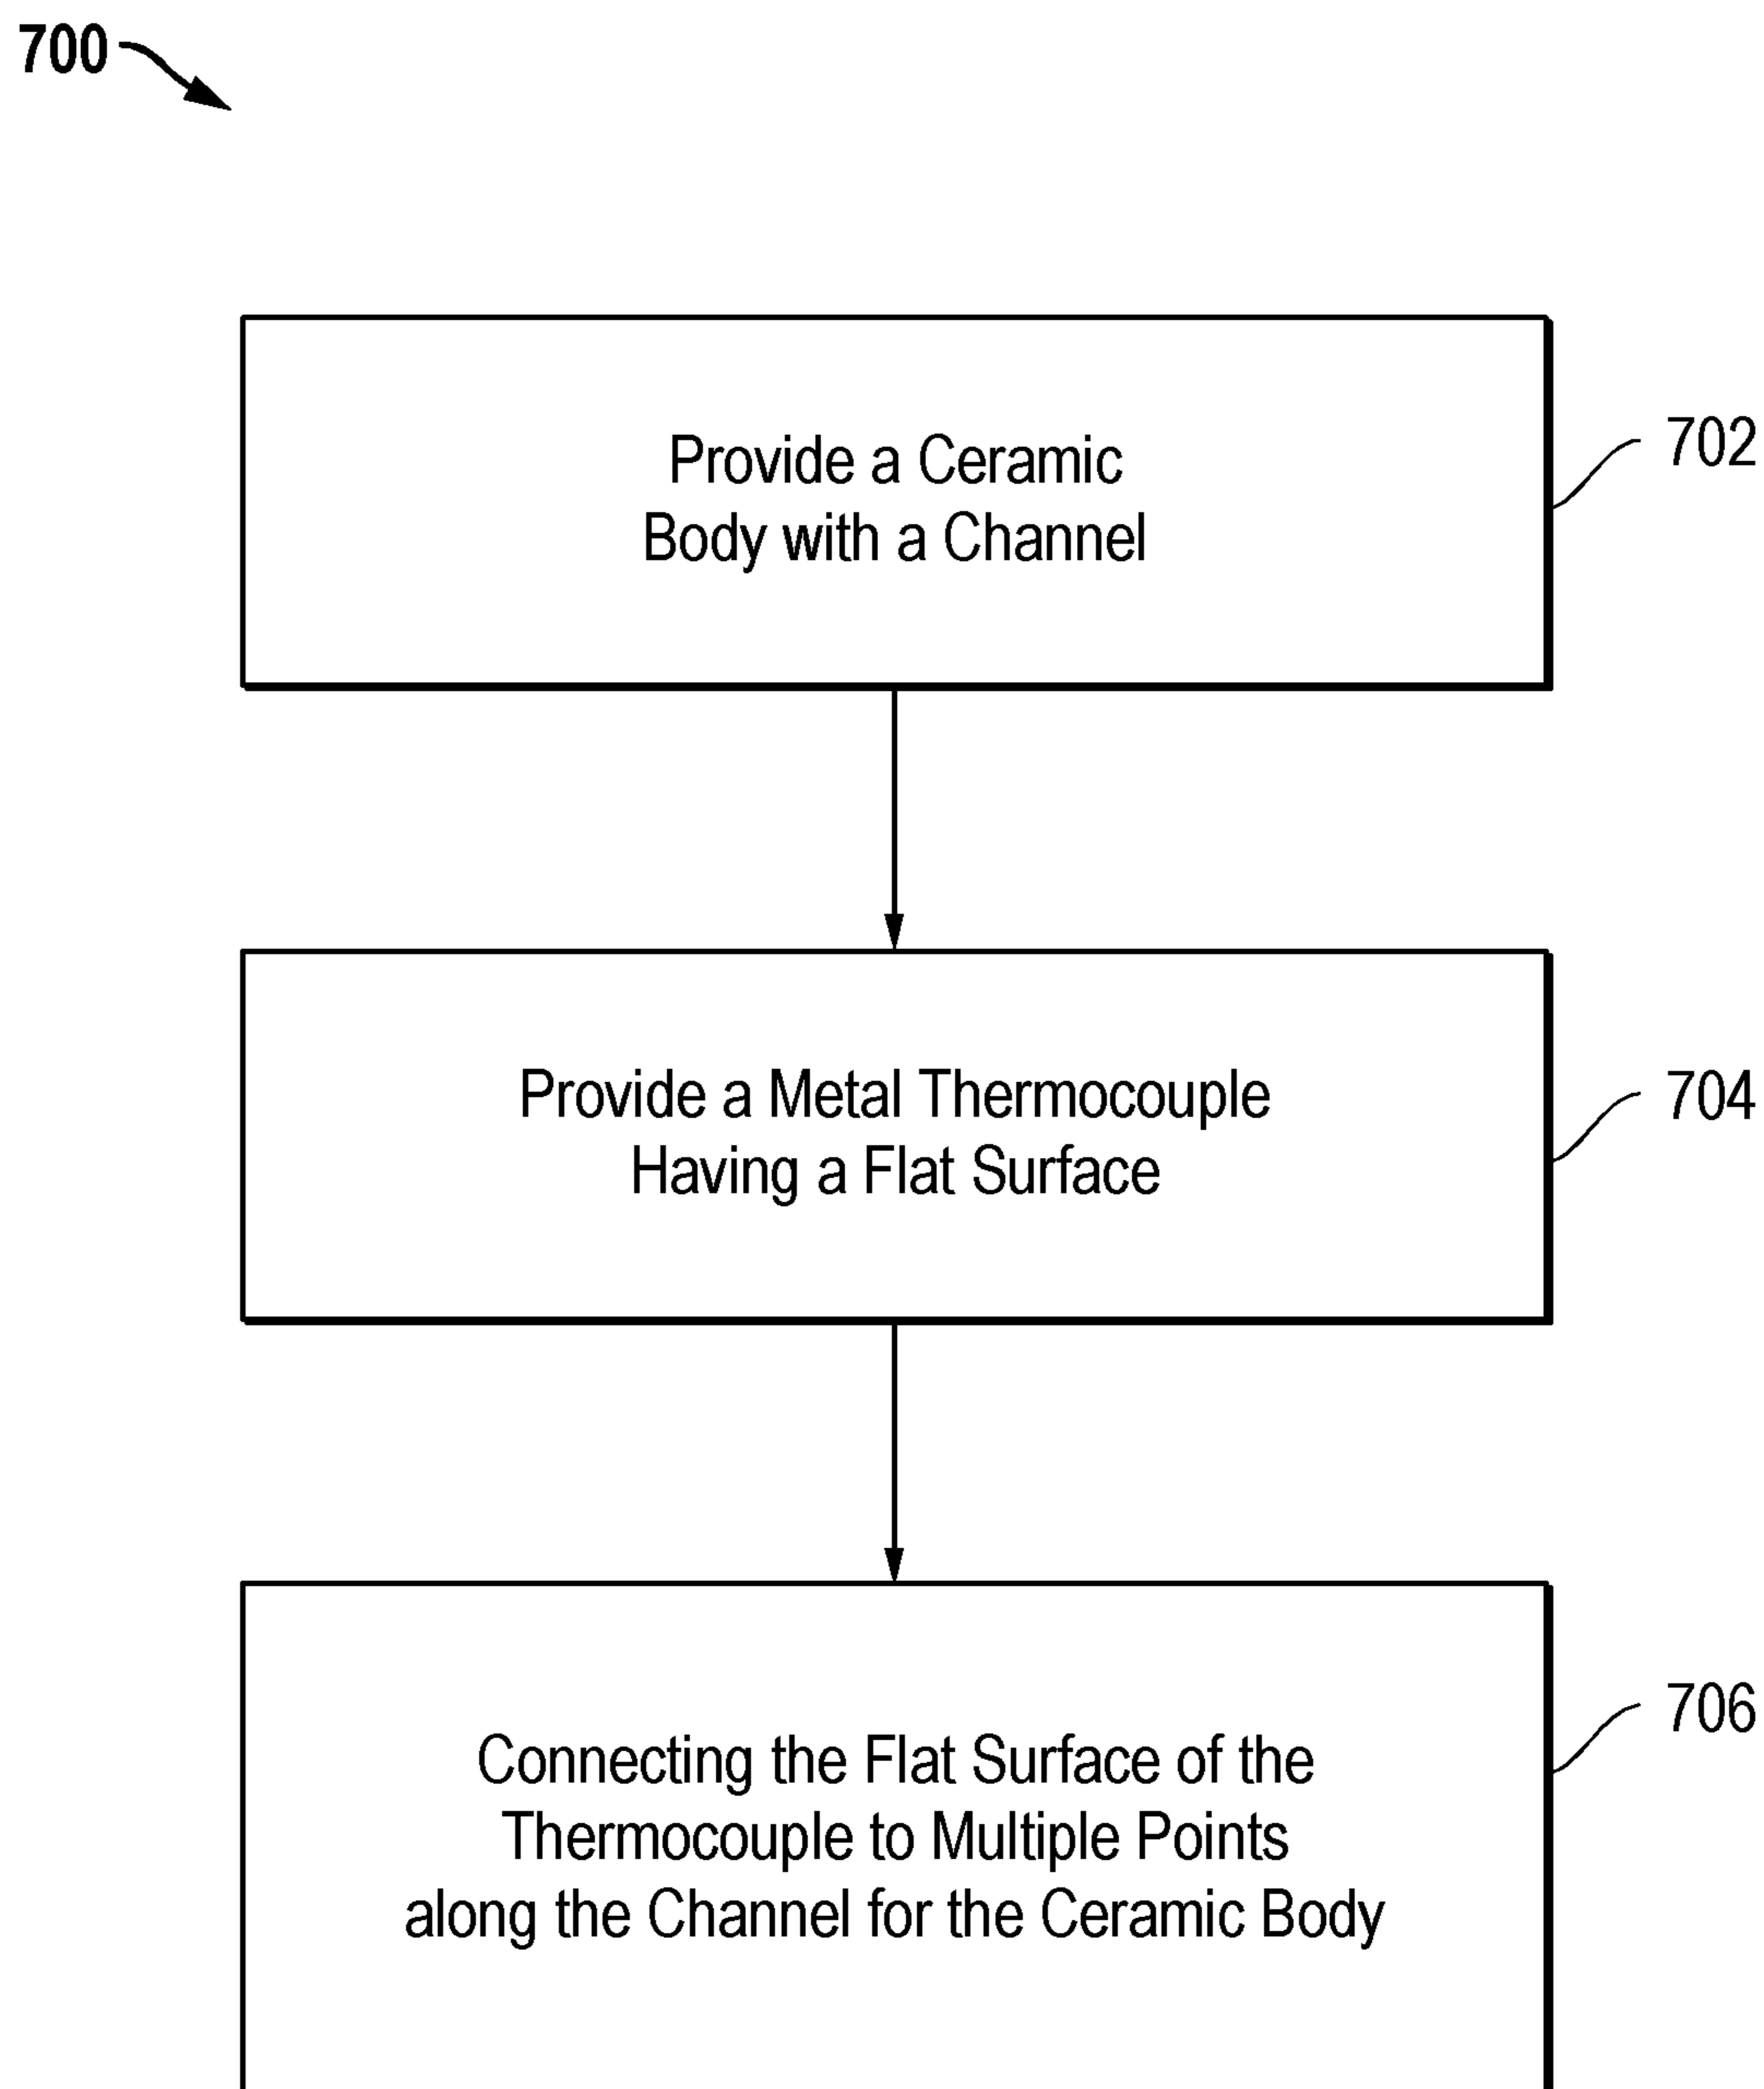 700
Provide a Ceramic
Body with a Channel
702
Provide a Metal Thermocouple
Having a Flat Surface
704
Connecting the Flat Surface of the
Thermocouple to Multiple Points
along the Channel for the Ceramic Body
706